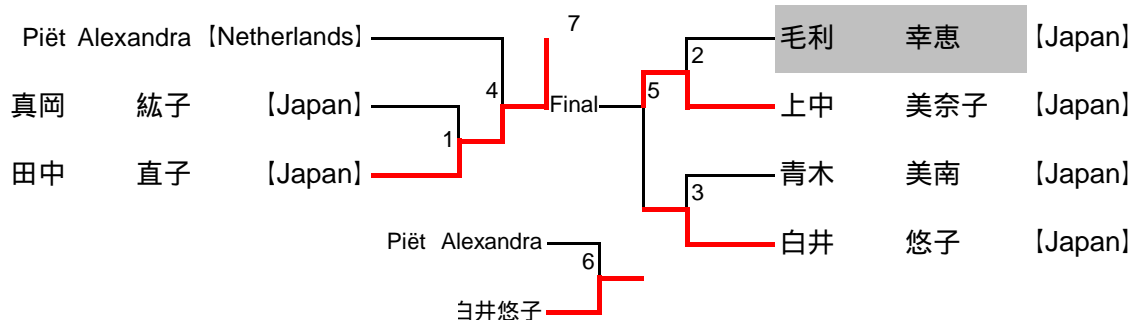 Piët Alexandra【Netherlands】
真岡 紘子 【Japan】
田中 直子 【Japan】
1
4
7
Final
5
2
3
毛利 幸恵 【Japan】
上中 美奈子 【Japan】
青木 美南 【Japan】
白井 悠子 【Japan】
Piët Alexandra
6
白井悠子